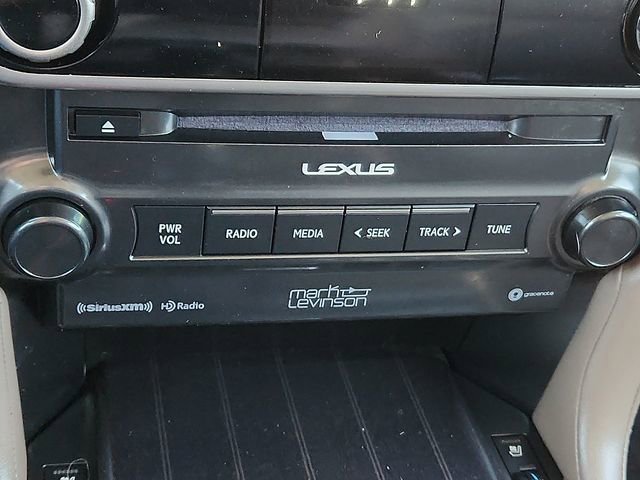 LEXUS
PWR
VOL
RADIO
MEDIA
< SEEK
TRACK >
TUNE
((SiriusXM))
HD Radio
mark
Levinson
gracenote